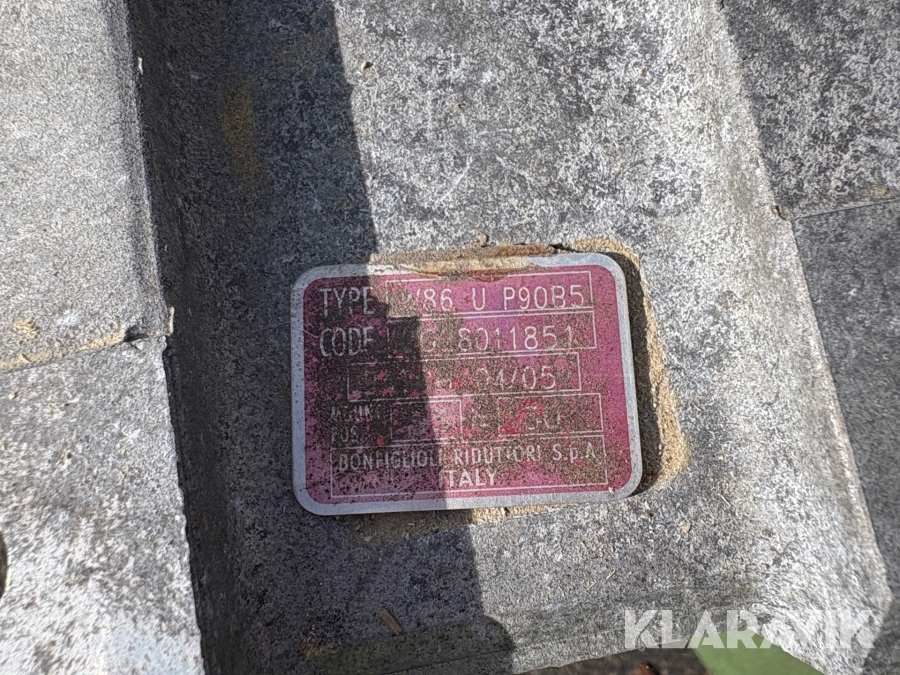 TYPE W86 U P90B5
CODE 8011851
04/05
MOUNT
POS
BONFIGLIOLI RIDUTTORI S.p.A
ITALY
KLARAVIK